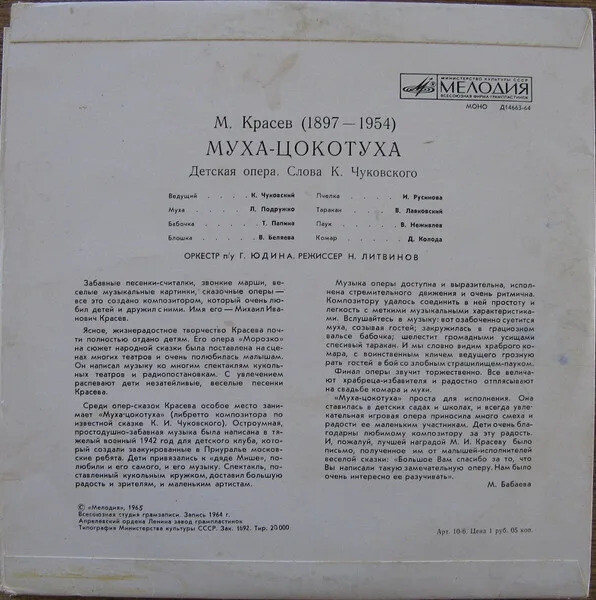 МИНИСТЕРСТВО КУЛЬТУРЫ СССР
МЕЛОДИЯ
ВСЕСОЮЗНАЯ ФИРМА ГРАМПЛАСТИНОК
МОНО Д14663-64
М. Красев (1897 — 1954)
МУХА-ЦОКОТУХА
Детская опера. Слова К. Чуковского
Ведущий . . . . К. Чуковский
Муха . . . . Л. Подружко
Бабочка . . . . Т. Папина
Блошка . . . . В. Беляева
Пчелка . . . . И. Русинова
Таракан . . . . В. Лавковский
Паук . . . . В. Неживлев
Комар . . . . Д. Колода
ОРКЕСТР п/у Г. ЮДИНА. РЕЖИССЕР Н. ЛИТВИНОВ
Забавные песенки-считалки, звонкие марши, ве-
селые музыкальные картинки, сказочные оперы —
все это создано композитором, который очень лю-
бил детей и дружил с ними. Имя его — Михаил Ива-
нович Красев.
Ясное, жизнерадостное творчество Красева поч-
ти полностью отдано детям. Его опера «Морозко»
на сюжет народной сказки была поставлена на сце-
нах многих театров и очень полюбилась малышам.
Он написал музыку ко многим спектаклям куколь-
ных театров и радиопостановкам. С увлечением
распевают дети незатейливые, веселые песенки
Красева.
Среди опер-сказок Красева особое место зани-
мает «Муха-цокотуха» (либретто композитора по
известной сказке К. И. Чуковского). Остроумная,
простодушно-забавная музыка была написана в тя-
желый военный 1942 год для детского клуба, кото-
рый создали эвакуированные в Приуралье москов-
ские ребята. Дети привязались к «дяде Мише», по-
любили и его самого, и его музыку. Спектакль, по-
ставленный кукольным кружком, доставил большую
радость и зрителям, и маленьким артистам.
Музыка оперы доступна и выразительна, испол-
нена стремительного движения и очень ритмична.
Композитору удалось соединить в ней простоту и
легкость с меткими музыкальными характеристика-
ми. Вслушайтесь в музыку: вот озабоченно суетится
муха, созывая гостей; закружилась в грациозном
вальсе бабочка; шелестит громадными усищами
спесивый таракан. И мы словно видим храброго ко-
мара, с воинственным кличем ведущего грозную
рать гостей в бой со злобным страшилищем-пауком.
Финал оперы звучит торжественно. Все велича-
ют храбреца-избавителя и радостно отплясывают
на свадьбе комара и мухи.
«Муха-цокотуха» проста для исполнения. Она
ставилась в детских садах и школах, и всегда увле-
кательная игровая опера приносила много смеха и
радости ее маленьким участникам. Дети очень бла-
годарны любимому композитору за эту радость.
И, пожалуй, лучшей наградой М. И. Красеву было
письмо, полученное им от малышей-исполнителей
веселой сказки: «Большое Вам спасибо за то, что
Вы написали такую замечательную оперу. Нам было
очень интересно ее разучивать».
М. Бабаева
© «Мелодия», 1965
Всесоюзная студия грамзаписи. Запись 1964 г.
Апрелевский ордена Ленина завод грампластинок
Типография Министерства культуры СССР. Зак. 1692. Тир. 20 000
Арт. 10-6. Цена 1 руб. 05 коп.